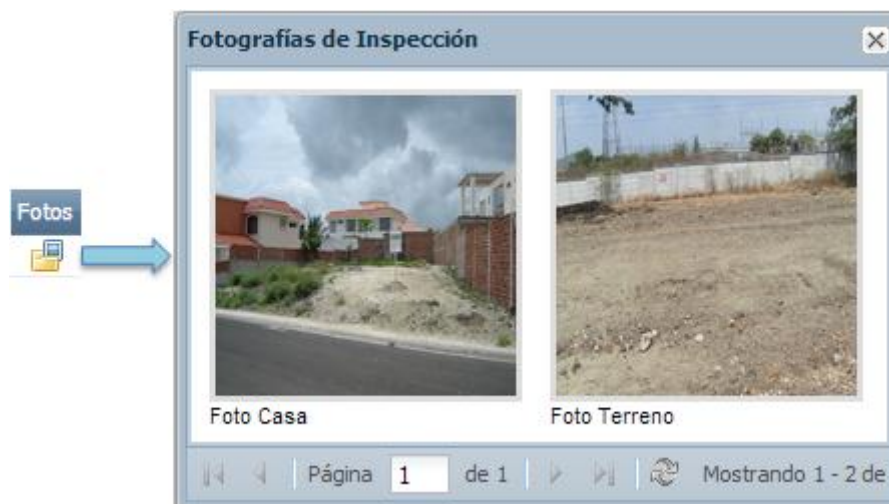 Fotografías de Inspección
Fotos
Foto Casa
Foto Terreno
Página 1 de 1
Mostrando 1 - 2 de